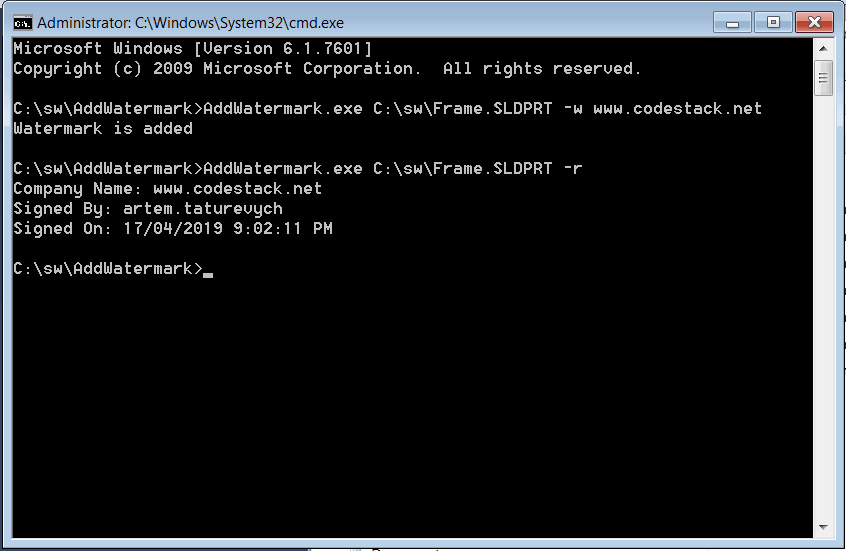 Administrator: C:\Windows\System32\cmd.exe
Microsoft Windows [Version 6.1.7601]
Copyright (c) 2009 Microsoft Corporation.  All rights reserved.
C:\sw\AddWatermark>AddWatermark.exe C:\sw\Frame.SLDPRT -w www.codestack.net
Watermark is added
C:\sw\AddWatermark>AddWatermark.exe C:\sw\Frame.SLDPRT -r
Company Name: www.codestack.net
Signed By: artem.taturevych
Signed On: 17/04/2019 9:02:11 PM
C:\sw\AddWatermark>_